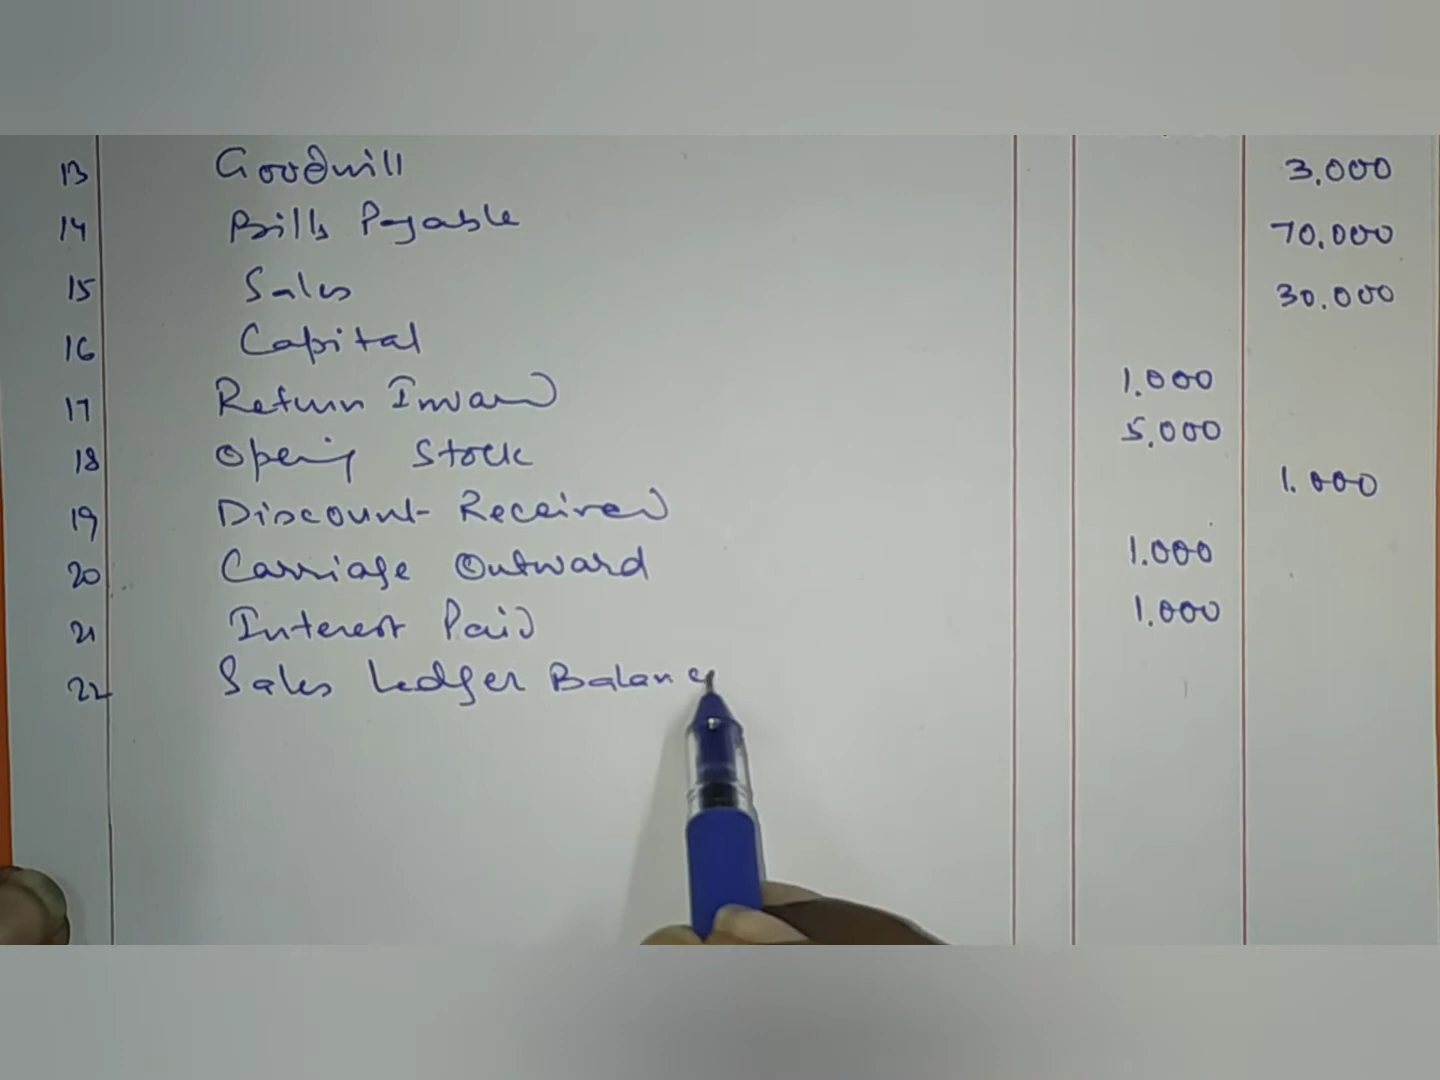 13 Goodwill
3.000
14 Bills Payable
70.000
15 Sales
30.000
16 Capital
17 Return Inward
1.000
18 Opening Stock
5.000
19 Discount Received
1.000
20 Carriage Outward
1.000
21 Interest Paid
1.000
22 Sales Ledger Balance